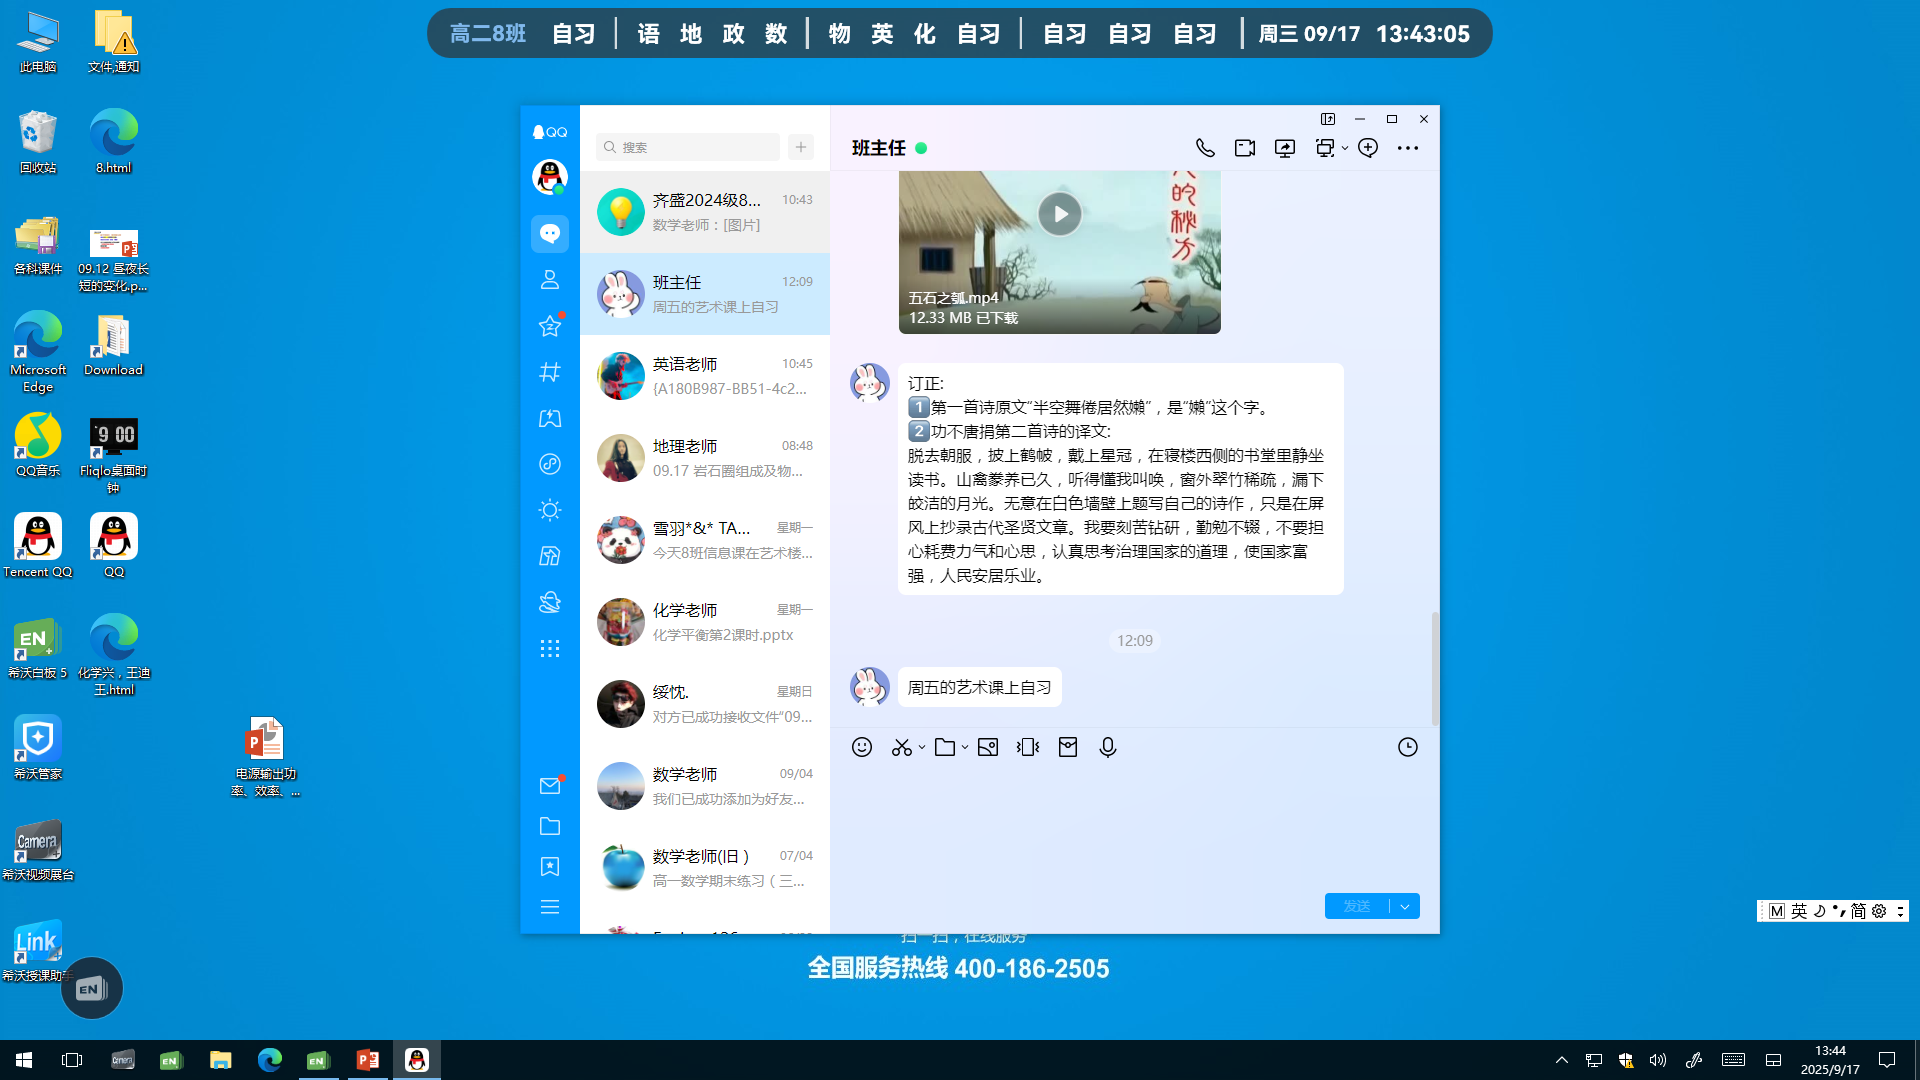 高二8班 自习 | 语 地 政 数 | 物 英 化 自习 | 自习 自习 自习 | 周三 09/17 13:43:05
此电脑
文件,通知
回收站
8.html
各科课件
09.12 昼夜长
短的变化.p...
Microsoft
Edge
Download
QQ音乐
9 00
Fliqlo桌面时
钟
Tencent QQ
QQ
EN
希沃白板 5
化学兴，王迪
王.html
希沃管家
电源输出功
率、效率、...
Camera
希沃视频展台
Link
希沃授课助手
EN
QQ
搜索
齐盛2024级8...
10:43
数学老师：[图片]
班主任
12:09
周五的艺术课上自习
英语老师
10:45
{A180B987-BB51-4c2...
地理老师
08:48
09.17 岩石圈组成及物...
雪羽*&* TA...
星期一
今天8班信息课在艺术楼...
化学老师
星期一
化学平衡第2课时.pptx
绥忱.
星期日
对方已成功接收文件“09...
数学老师
09/04
我们已成功添加为好友...
数学老师(旧 )
07/04
高一数学期末练习（三...
班主任
的秘方
五石之瓠.mp4
12.33 MB 已下载
订正:
1第一首诗原文“半空舞倦居然嬾”，是“嬾”这个字。
2功不唐捐第二首诗的译文:
脱去朝服，披上鹤帔，戴上星冠，在寝楼西侧的书堂里静坐
读书。山禽豢养已久，听得懂我叫唤，窗外翠竹稀疏，漏下
皎洁的月光。无意在白色墙壁上题写自己的诗作，只是在屏
风上抄录古代圣贤文章。我要刻苦钻研，勤勉不辍，不要担
心耗费力气和心思，认真思考治理国家的道理，使国家富
强，人民安居乐业。
12:09
周五的艺术课上自习
发送
扫一扫，在线服务
全国服务热线 400-186-2505
M 英 简
Camera
EN
EN
13:44
2025/9/17